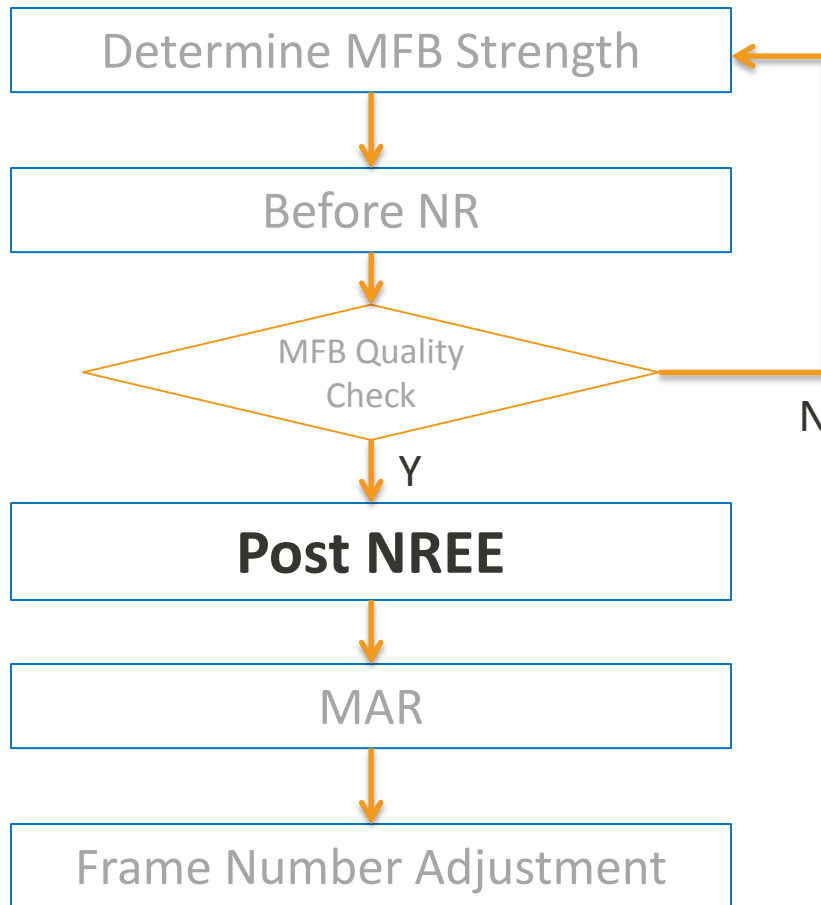 Determine MFB Strength
Before NR
MFB Quality
Check
N
Y
Post NREE
MAR
Frame Number Adjustment